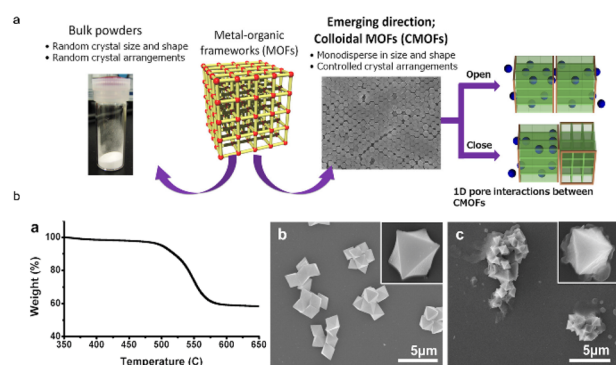 a
Bulk powders
• Random crystal size and shape
• Random crystal arrangements
Metal-organic
frameworks (MOFs)
Emerging direction;
Colloidal MOFs (CMOFs)
• Monodisperse in size and shape
• Controlled crystal arrangements
Open
Close
1D pore interactions between
CMOFs
b
a
Weight (%)
100
80
60
40
350
400
450
500
550
600
650
Temperature (C)
b
5µm
c
5µm